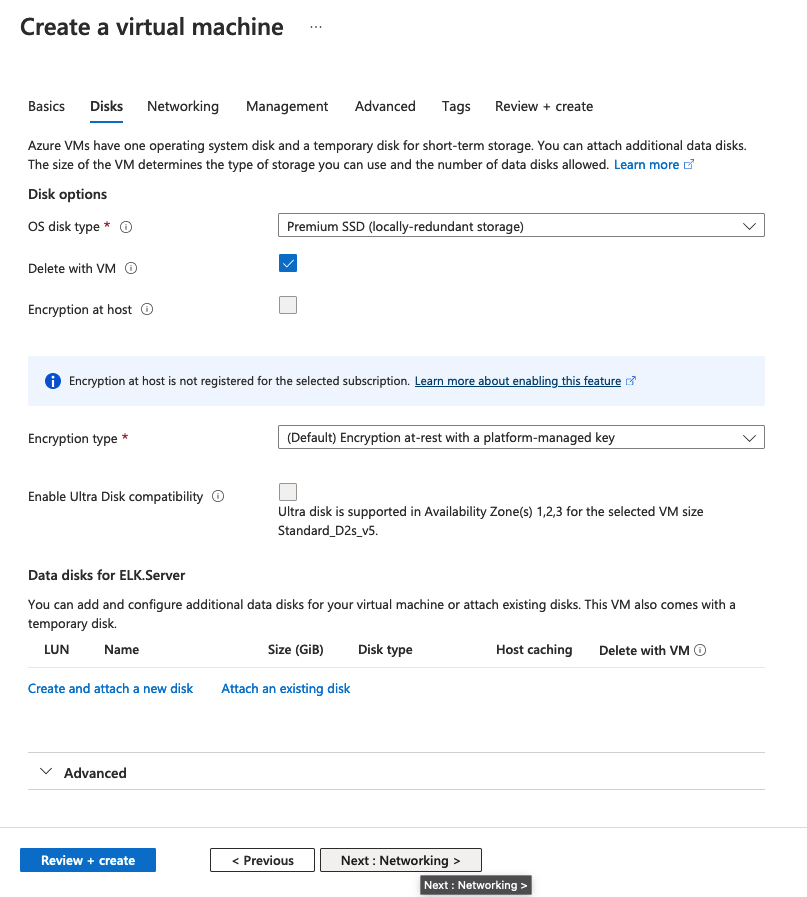 Create a virtual machine ...
Basics Disks Networking Management Advanced Tags Review + create
Azure VMs have one operating system disk and a temporary disk for short-term storage. You can attach additional data disks.
The size of the VM determines the type of storage you can use and the number of data disks allowed. Learn more
Disk options
OS disk type *
Premium SSD (locally-redundant storage)
Delete with VM
Encryption at host
Encryption at host is not registered for the selected subscription. Learn more about enabling this feature
Encryption type *
(Default) Encryption at-rest with a platform-managed key
Enable Ultra Disk compatibility
Ultra disk is supported in Availability Zone(s) 1,2,3 for the selected VM size
Standard_D2s_v5.
Data disks for ELK.Server
You can add and configure additional data disks for your virtual machine or attach existing disks. This VM also comes with a
temporary disk.
LUN Name Size (GiB) Disk type Host caching Delete with VM
Create and attach a new disk Attach an existing disk
Advanced
Review + create < Previous Next : Networking >
Next : Networking >